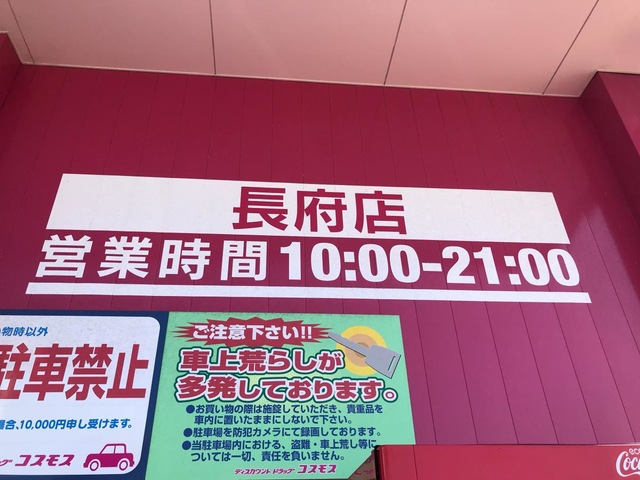 長府店
営業時間 10:00-21:00
物時以外
駐車禁止
合、10,000円申し受けます。
コスモス
ご注意下さい!!
車上荒らしが
多発しております。
●お買い物の際は施錠していただき、貴重品を
車内に置いたままにしないで下さい。
●駐車場を防犯カメラにて録画しております。
●当駐車場内における、盗難・車上荒し等に
ついては一切、責任を負いません。
ディスカウント ドラッグ コスモス
Coc